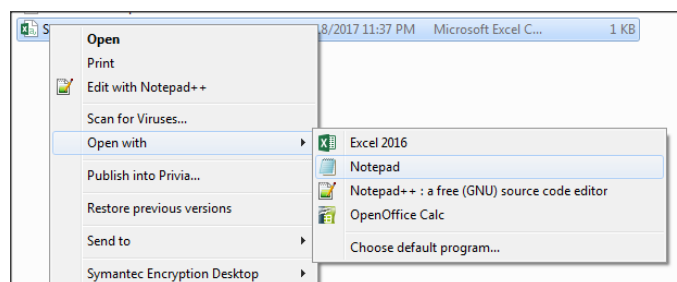 S
8/2017 11:37 PM Microsoft Excel C... 1 KB
Open
Print
Edit with Notepad++
Scan for Viruses...
Open with
Publish into Privia...
Restore previous versions
Send to
Symantec Encryption Desktop
Excel 2016
Notepad
Notepad++ : a free (GNU) source code editor
OpenOffice Calc
Choose default program...